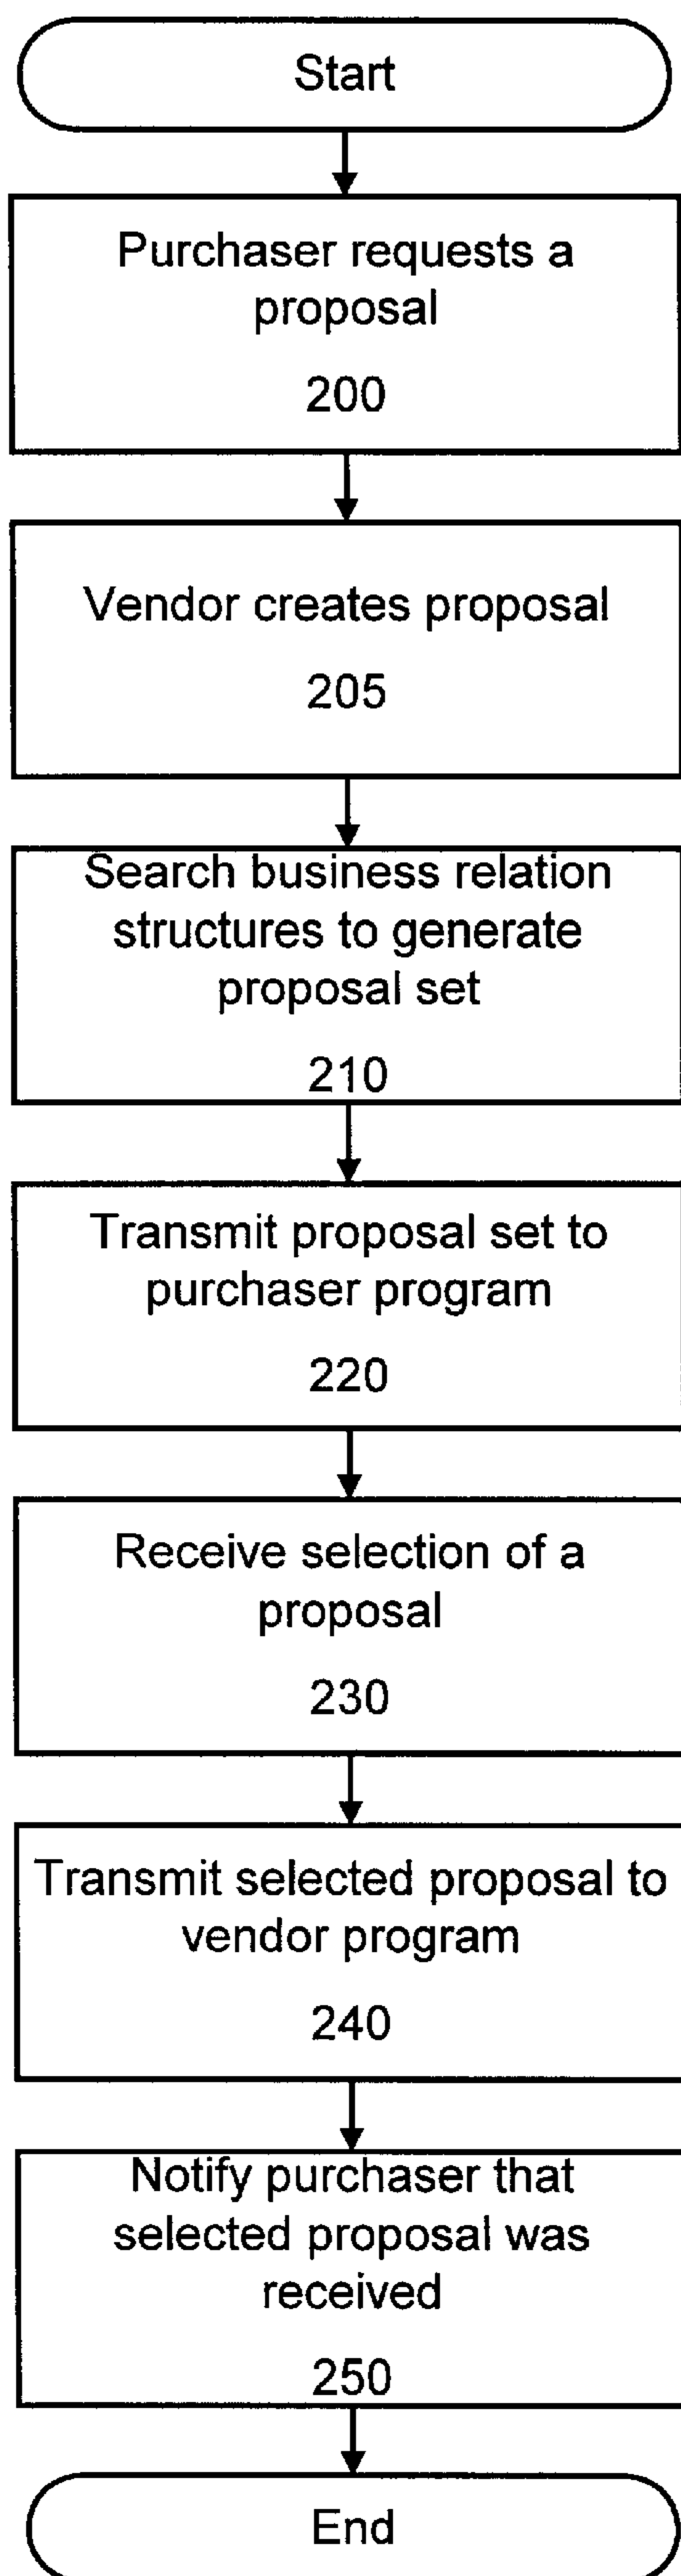 Start
Purchaser requests a
proposal
200
Vendor creates proposal
205
Search business relation
structures to generate
proposal set
210
Transmit proposal set to
purchaser program
220
Receive selection of a
proposal
230
Transmit selected proposal to
vendor program
240
Notify purchaser that
selected proposal was
received
250
End